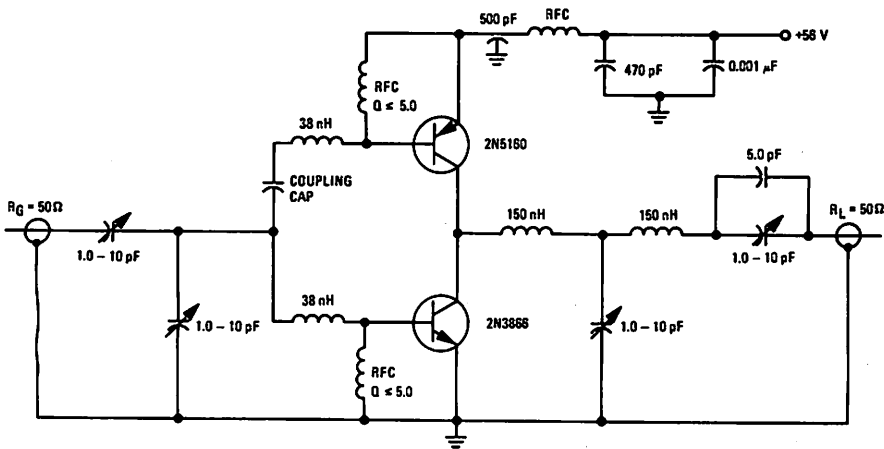 500 pF
RFC
+56 V
470 pF
0.001 µF
RFC
Q ≤ 5.0
38 nH
2N5160
COUPLING
CAP
5.0 pF
R_G = 50Ω
150 nH
150 nH
R_L = 50Ω
1.0 – 10 pF
1.0 – 10 pF
38 nH
2N3866
1.0 – 10 pF
1.0 – 10 pF
RFC
Q ≤ 5.0